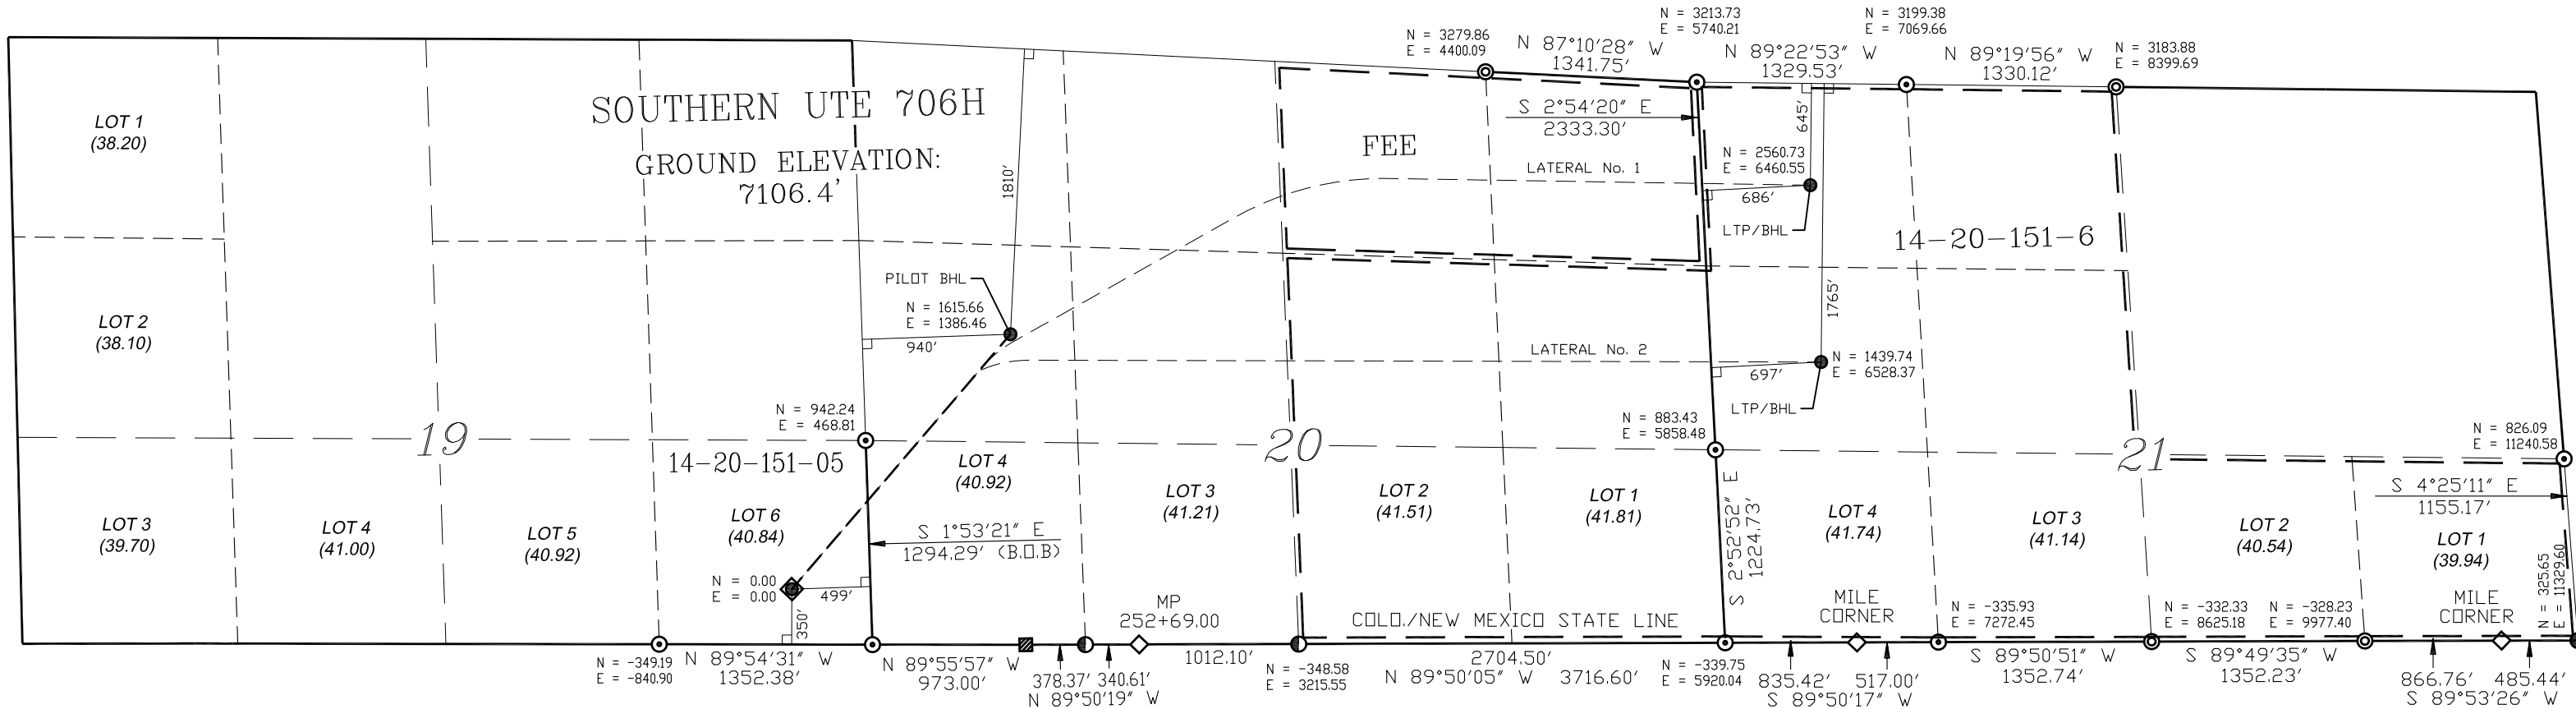 SOUTHERN UTE 706H
GROUND ELEVATION:
7106.4'
LOT 1
(38.20)
LOT 2
(38.10)
LOT 3
(39.70)
LOT 4
(41.00)
LOT 5
(40.92)
LOT 6
(40.84)
19
14-20-151-05
N = 942.24
E = 468.81
N = 0.00
E = 0.00
499'
350'
N = -349.19
E = -840.90
N 89°54'31" W
1352.38'
PILOT BHL
N = 1615.66
E = 1386.46
940'
1810'
LOT 4
(40.92)
S 1°53'21" E
1294.29' (B.O.B)
N 89°55'57" W
973.00'
378.37'
340.61'
N 89°50'19" W
MP
252+69.00
1012.10'
LOT 3
(41.21)
20
N = -348.58
E = 3215.55
N = 3279.86
E = 4400.09
N 87°10'28" W
1341.75'
N = 3213.73
E = 5740.21
S 2°54'20" E
2333.30'
FEE
LATERAL No. 1
LATERAL No. 2
LOT 2
(41.51)
LOT 1
(41.81)
N = 883.43
E = 5858.48
COLO./NEW MEXICO STATE LINE
2704.50'
N 89°50'05" W
3716.60'
N = -339.75
E = 5920.04
S 2°52'52" E
1224.73'
N 89°22'53" W
1329.53'
N = 3199.38
E = 7069.66
N 89°19'56" W
1330.12'
N = 3183.88
E = 8399.69
645'
N = 2560.73
E = 6460.55
686'
LTP/BHL
14-20-151-6
1765'
N = 1439.74
E = 6528.37
697'
LTP/BHL
21
LOT 4
(41.74)
MILE
CORNER
835.42'
517.00'
S 89°50'17" W
N = -335.93
E = 7272.45
LOT 3
(41.14)
S 89°50'51" W
1352.74'
N = -332.33
E = 8625.18
LOT 2
(40.54)
N = -328.23
E = 9977.40
S 89°49'35" W
1352.23'
N = 826.09
E = 11240.58
S 4°25'11" E
1155.17'
LOT 1
(39.94)
MILE
CORNER
N = 325.65
E = 11329.60
866.76'
485.44'
S 89°53'26" W